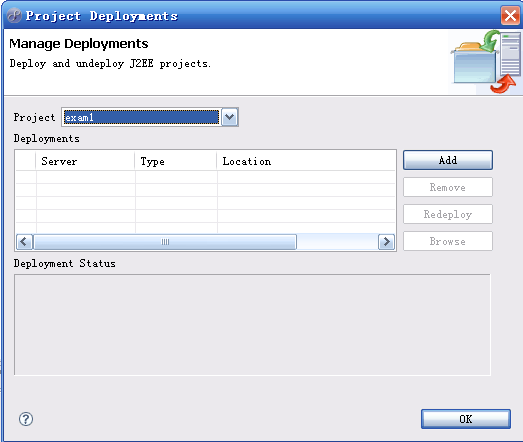 Project Deployments
Manage Deployments
Deploy and undeploy J2EE projects.
Project exam1
Deployments
Server Type Location
Add
Remove
Redeploy
Browse
Deployment Status
?
OK